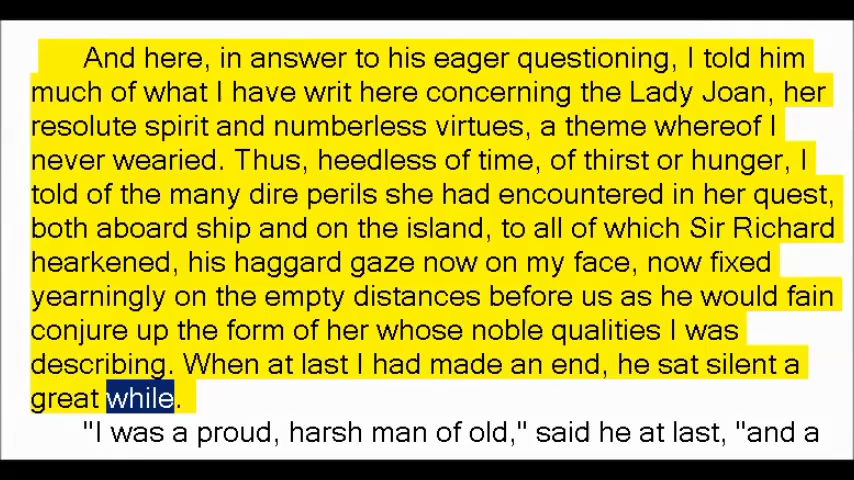 And here, in answer to his eager questioning, I told him
much of what I have writ here concerning the Lady Joan, her
resolute spirit and numberless virtues, a theme whereof I
never wearied. Thus, heedless of time, of thirst or hunger, I
told of the many dire perils she had encountered in her quest,
both aboard ship and on the island, to all of which Sir Richard
hearkened, his haggard gaze now on my face, now fixed
yearningly on the empty distances before us as he would fain
conjure up the form of her whose noble qualities I was
describing. When at last I had made an end, he sat silent a
great while.
"I was a proud, harsh man of old," said he at last, "and a